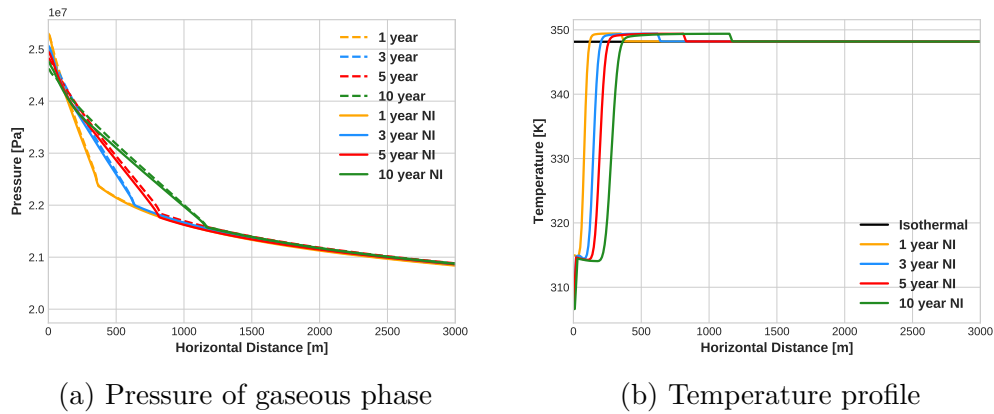 1e7
2.5
2.4
2.3
2.2
2.1
2.0
Pressure [Pa]
0 500 1000 1500 2000 2500 3000
Horizontal Distance [m]
1 year
3 year
5 year
10 year
1 year NI
3 year NI
5 year NI
10 year NI
(a) Pressure of gaseous phase
350
340
330
320
310
Temperature [K]
0 500 1000 1500 2000 2500 3000
Horizontal Distance [m]
Isothermal
1 year NI
3 year NI
5 year NI
10 year NI
(b) Temperature profile